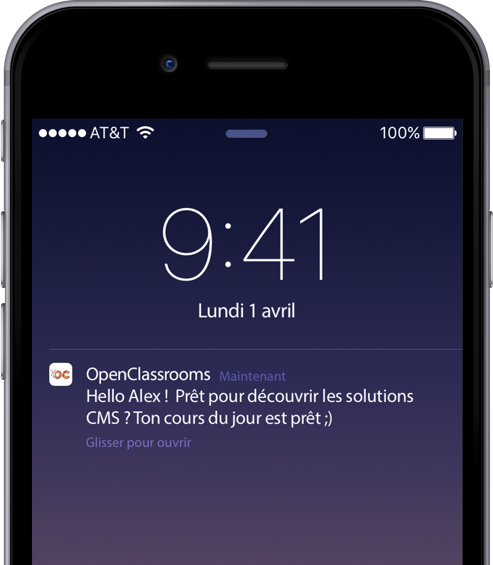 AT&T 100%
9:41
Lundi 1 avril
OC OpenClassrooms Maintenant
Hello Alex ! Prêt pour découvrir les solutions
CMS ? Ton cours du jour est prêt ;)
Glisser pour ouvrir